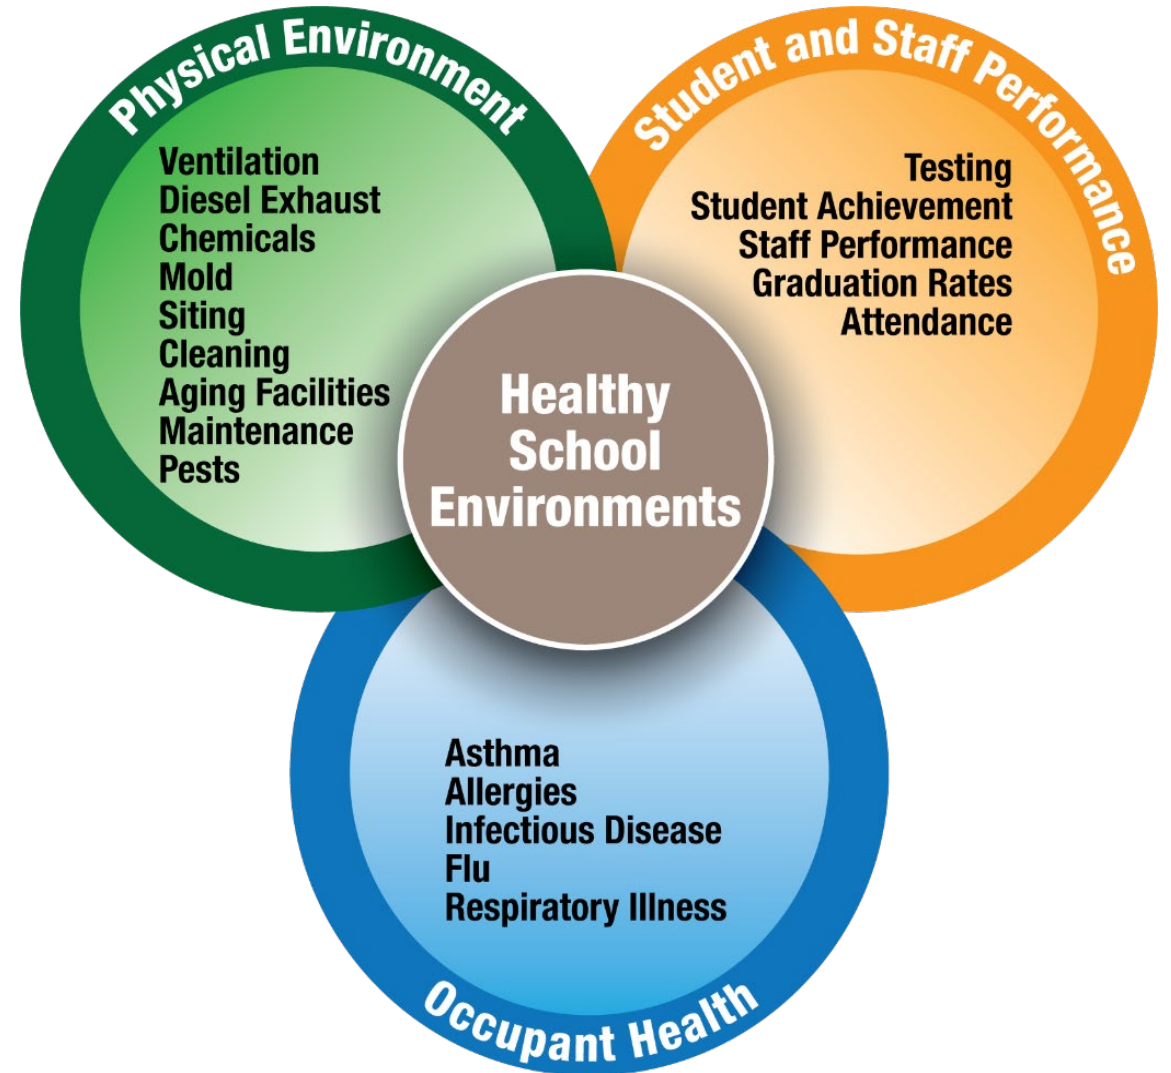 Physical Environment
Ventilation
Diesel Exhaust
Chemicals
Mold
Siting
Cleaning
Aging Facilities
Maintenance
Pests
Student and Staff Performance
Testing
Student Achievement
Staff Performance
Graduation Rates
Attendance
Healthy
School
Environments
Asthma
Allergies
Infectious Disease
Flu
Respiratory Illness
Occupant Health